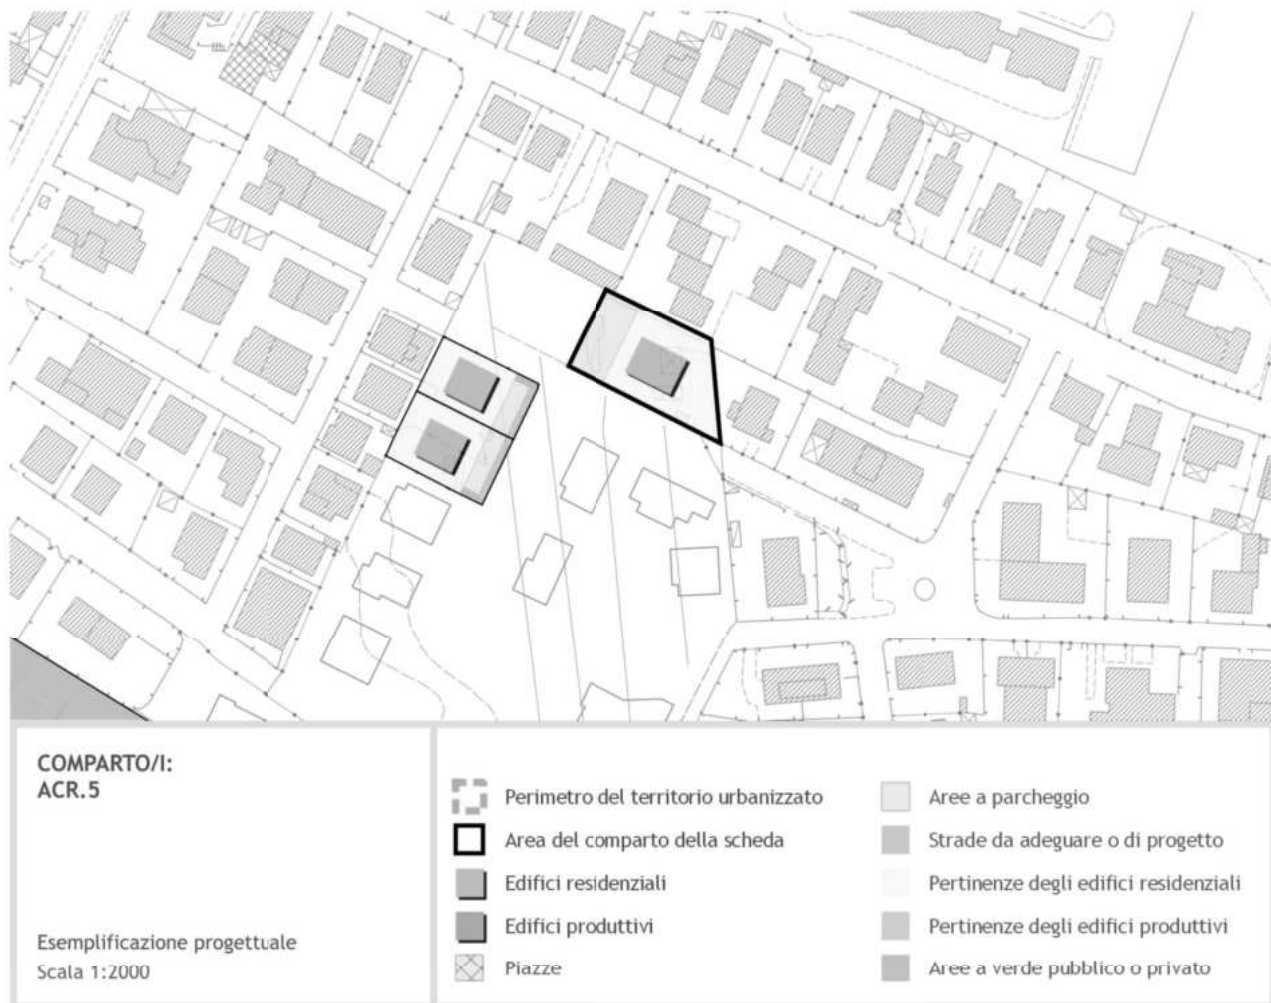 COMPARTO/I:
ACR.5
Esemplificazione progettuale
Scala 1:2000
Perimetro del territorio urbanizzato
Area del comparto della scheda
Edifici residenziali
Edifici produttivi
Piazze
Aree a parcheggio
Strade da adeguare o di progetto
Pertinenze degli edifici residenziali
Pertinenze degli edifici produttivi
Aree a verde pubblico o privato